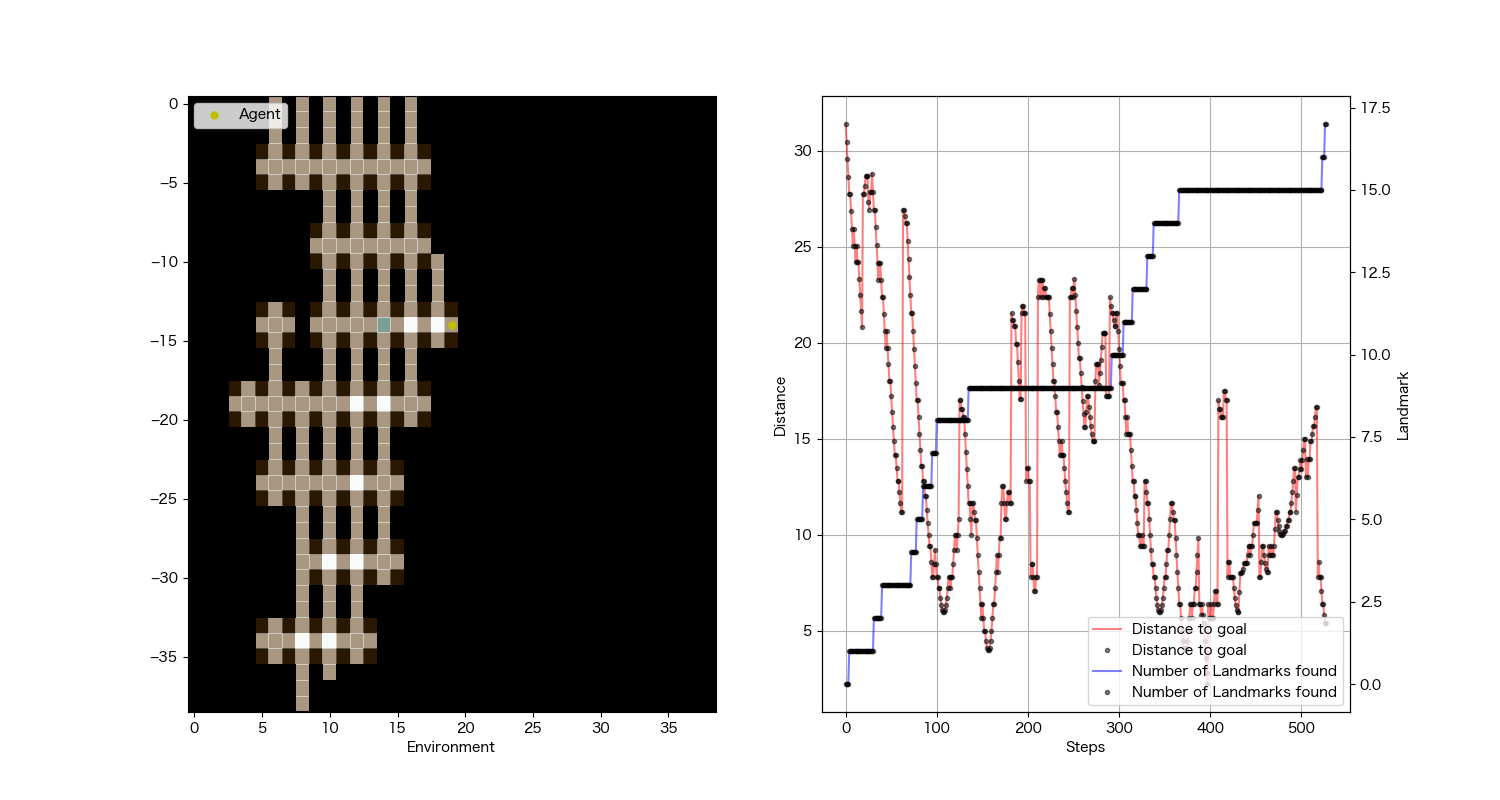 Agent
0
−5
−10
−15
−20
−25
−30
−35
0 5 10 15 20 25 30 35
Environment
30
25
20
15
10
5
Distance
17.5
15.0
12.5
10.0
7.5
5.0
2.5
0.0
Landmark
Distance to goal
Distance to goal
Number of Landmarks found
Number of Landmarks found
0 100 200 300 400 500
Steps